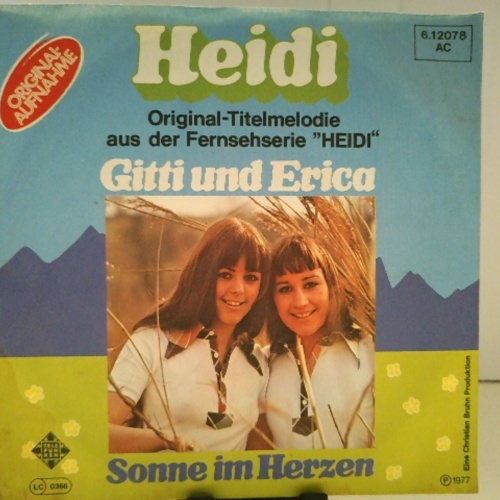 Heidi
6.12078
AC
ORIGINAL-
AUFNAHME
Original-Titelmelodie
aus der Fernsehserie "HEIDI"
Gitti und Erica
Sonne im Herzen
LC 0366
Eine Christian Bruhn Produktion
Ⓟ 1977